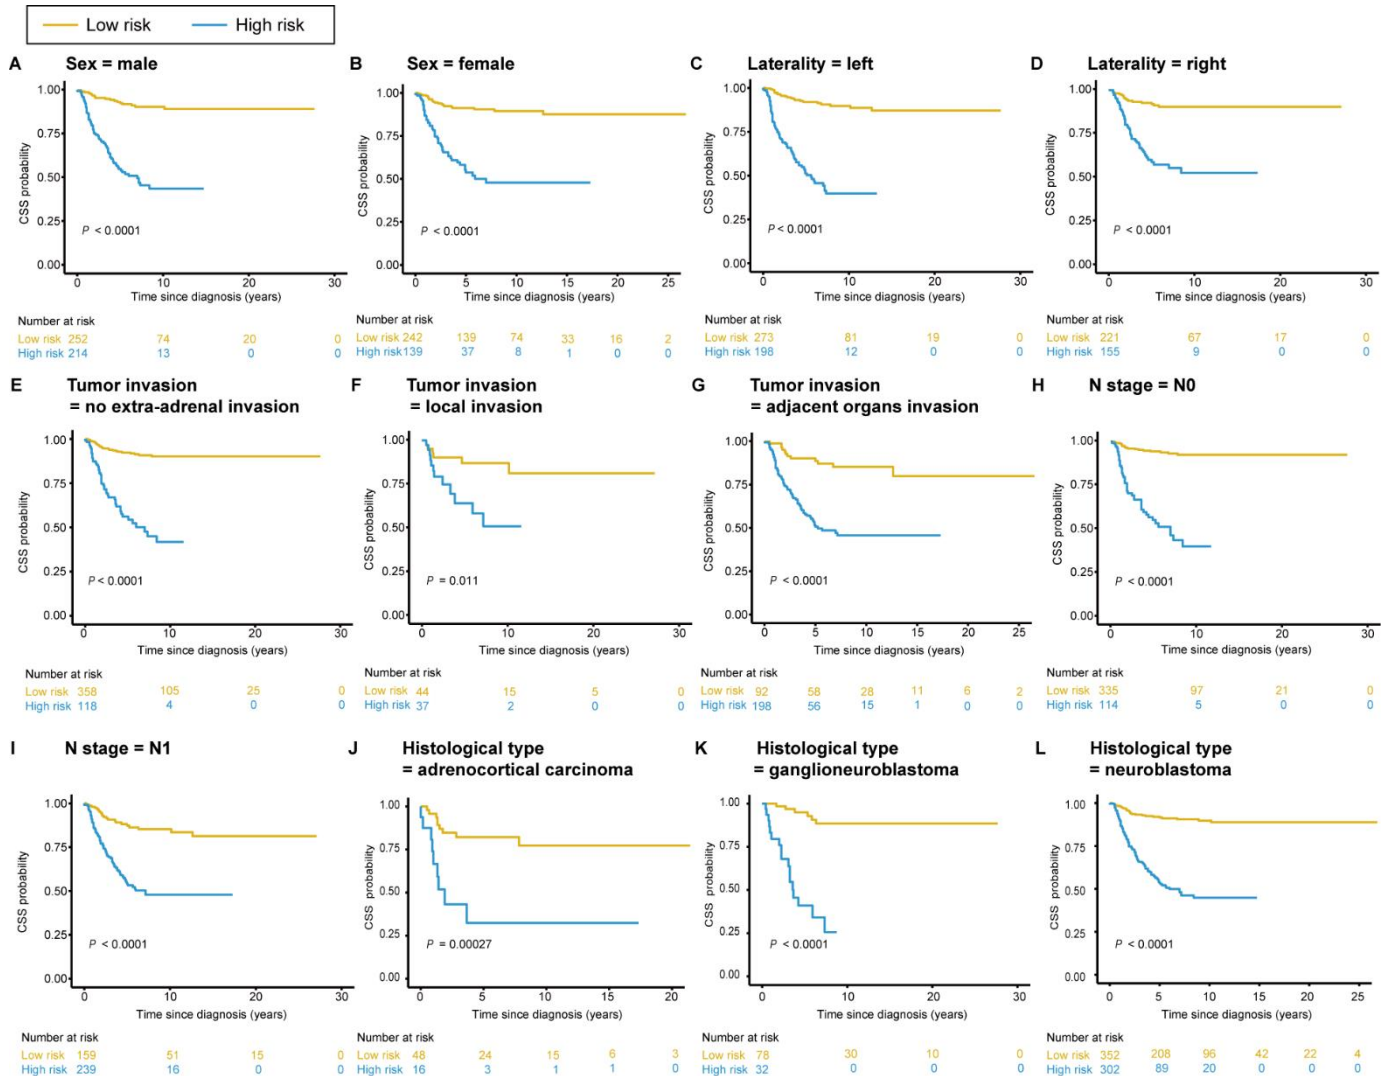 Low risk High risk
A Sex = male
1.00
0.75
0.50
0.25
0.00
CSS probability
P < 0.0001
0 10 20 30
Time since diagnosis (years)
Number at risk
Low risk 252 74 20 0
High risk 214 13 0 0
B Sex = female
1.00
0.75
0.50
0.25
0.00
CSS probability
P < 0.0001
0 5 10 15 20 25
Time since diagnosis (years)
Number at risk
Low risk 242 139 74 33 16 2
High risk 139 37 8 1 0 0
C Laterality = left
1.00
0.75
0.50
0.25
0.00
CSS probability
P < 0.0001
0 10 20 30
Time since diagnosis (years)
Number at risk
Low risk 273 81 19 0
High risk 198 12 0 0
D Laterality = right
1.00
0.75
0.50
0.25
0.00
CSS probability
P < 0.0001
0 10 20 30
Time since diagnosis (years)
Number at risk
Low risk 221 67 17 0
High risk 155 9 0 0
E Tumor invasion
= no extra-adrenal invasion
1.00
0.75
0.50
0.25
0.00
CSS probability
P < 0.0001
0 10 20 30
Time since diagnosis (years)
Number at risk
Low risk 358 105 25 0
High risk 118 4 0 0
F Tumor invasion
= local invasion
1.00
0.75
0.50
0.25
0.00
CSS probability
P = 0.011
0 10 20 30
Time since diagnosis (years)
Number at risk
Low risk 44 15 5 0
High risk 37 2 0 0
G Tumor invasion
= adjacent organs invasion
1.00
0.75
0.50
0.25
0.00
CSS probability
P < 0.0001
0 5 10 15 20 25
Time since diagnosis (years)
Number at risk
Low risk 92 58 28 11 6 2
High risk 198 56 15 1 0 0
H N stage = N0
1.00
0.75
0.50
0.25
0.00
CSS probability
P < 0.0001
0 10 20 30
Time since diagnosis (years)
Number at risk
Low risk 335 97 21 0
High risk 114 5 0 0
I N stage = N1
1.00
0.75
0.50
0.25
0.00
CSS probability
P < 0.0001
0 10 20 30
Time since diagnosis (years)
Number at risk
Low risk 159 51 15 0
High risk 239 16 0 0
J Histological type
= adrenocortical carcinoma
1.00
0.75
0.50
0.25
0.00
CSS probability
P = 0.00027
0 5 10 15 20
Time since diagnosis (years)
Number at risk
Low risk 48 24 15 6 3
High risk 16 3 1 1 0
K Histological type
= ganglioneuroblastoma
1.00
0.75
0.50
0.25
0.00
CSS probability
P < 0.0001
0 10 20 30
Time since diagnosis (years)
Number at risk
Low risk 78 30 10 0
High risk 32 0 0 0
L Histological type
= neuroblastoma
1.00
0.75
0.50
0.25
0.00
CSS probability
P < 0.0001
0 5 10 15 20 25
Time since diagnosis (years)
Number at risk
Low risk 352 208 96 42 22 4
High risk 302 89 20 0 0 0